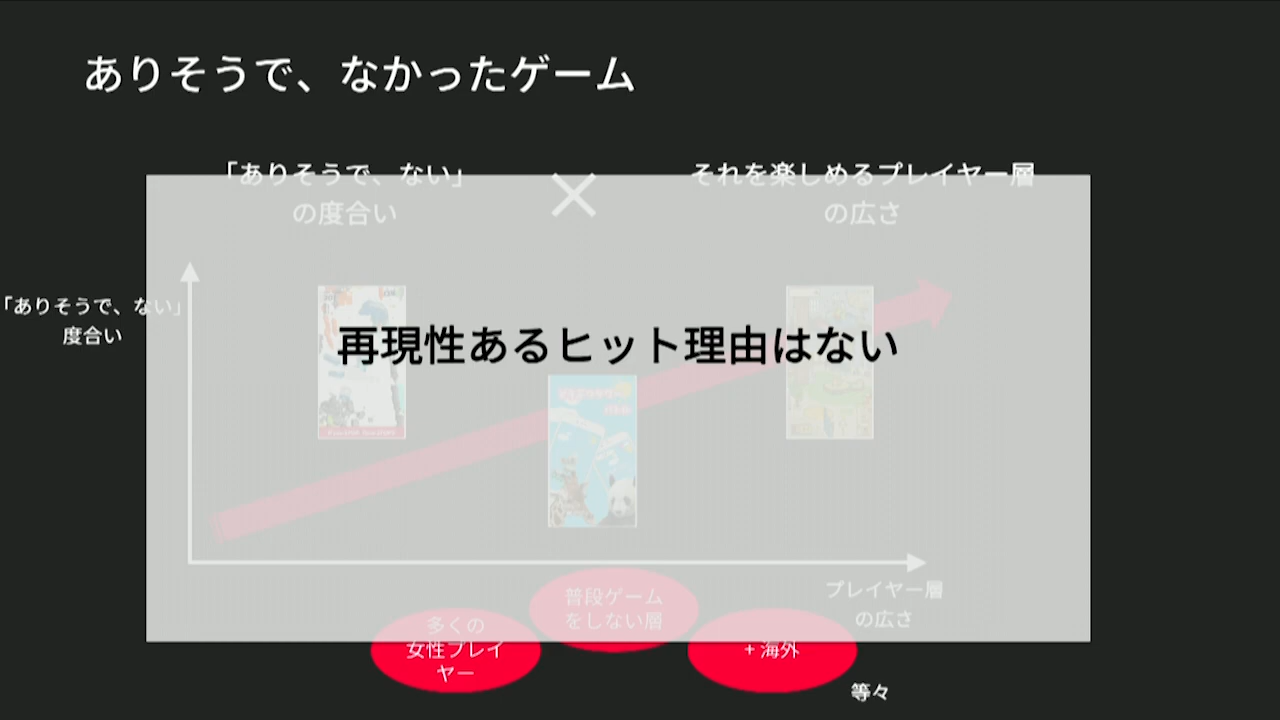 ありそうで、なかったゲーム
「ありそうで、ない」
の度合い
それを楽しめるプレイヤー層
の広さ
「ありそうで、ない」
度合い
再現性あるヒット理由はない
プレイヤー層
の広さ
普段ゲーム
をしない層
多くの
女性プレイ
ヤー
+ 海外
等々